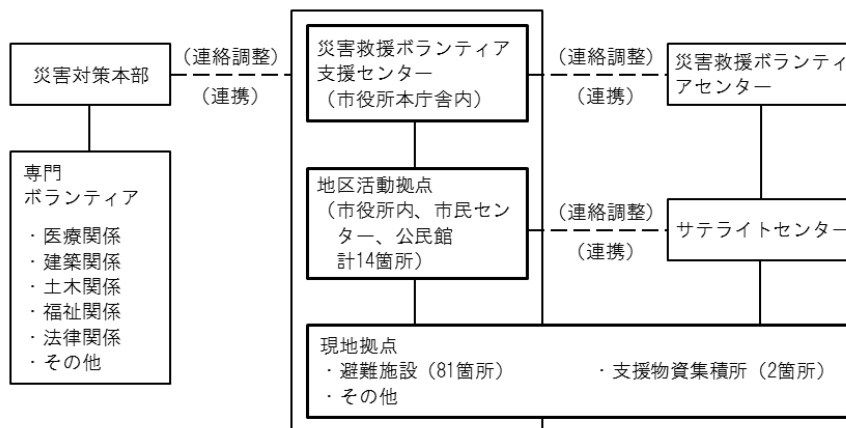 災害対策本部
(連絡調整)
(連携)
災害救援ボランティア
支援センター
(市役所本庁舎内)
(連絡調整)
(連携)
災害救援ボランティ
アセンター
専門
ボランティア
・医療関係
・建築関係
・土木関係
・福祉関係
・法律関係
・その他
地区活動拠点
(市役所内、市民セン
ター、公民館
計14箇所)
(連絡調整)
(連携)
サテライトセンター
現地拠点
・避難施設(81箇所) ・支援物資集積所(2箇所)
・その他